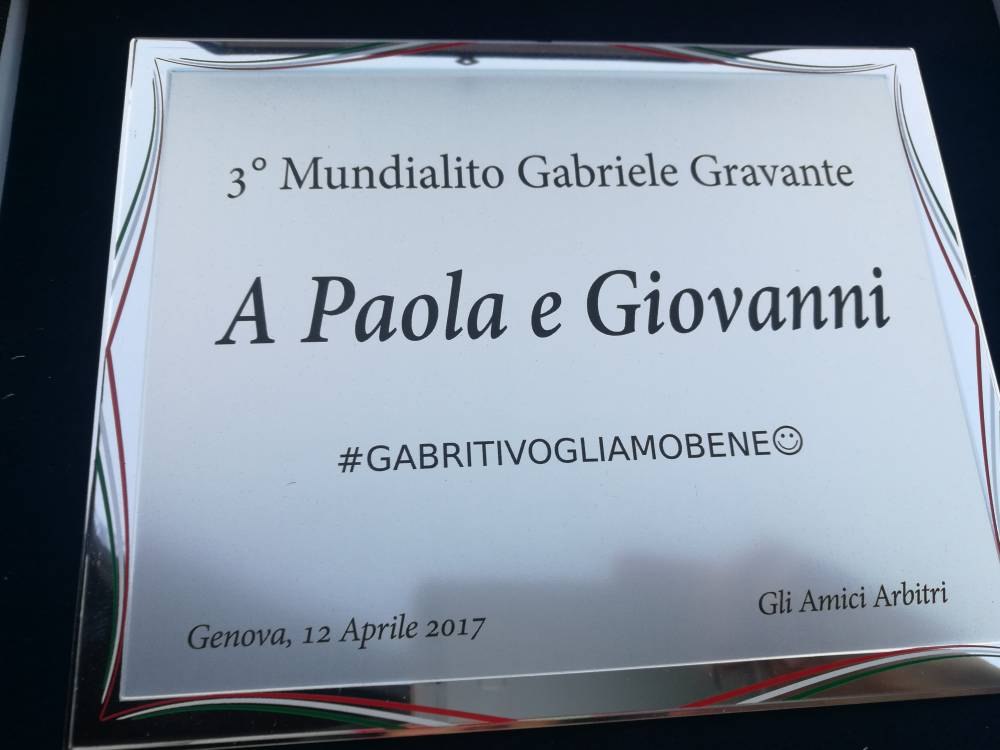 3° Mundialito Gabriele Gravante
A Paola e Giovanni
#GABRITIVOGLIAMOBENE☺
Gli Amici Arbitri
Genova, 12 Aprile 2017